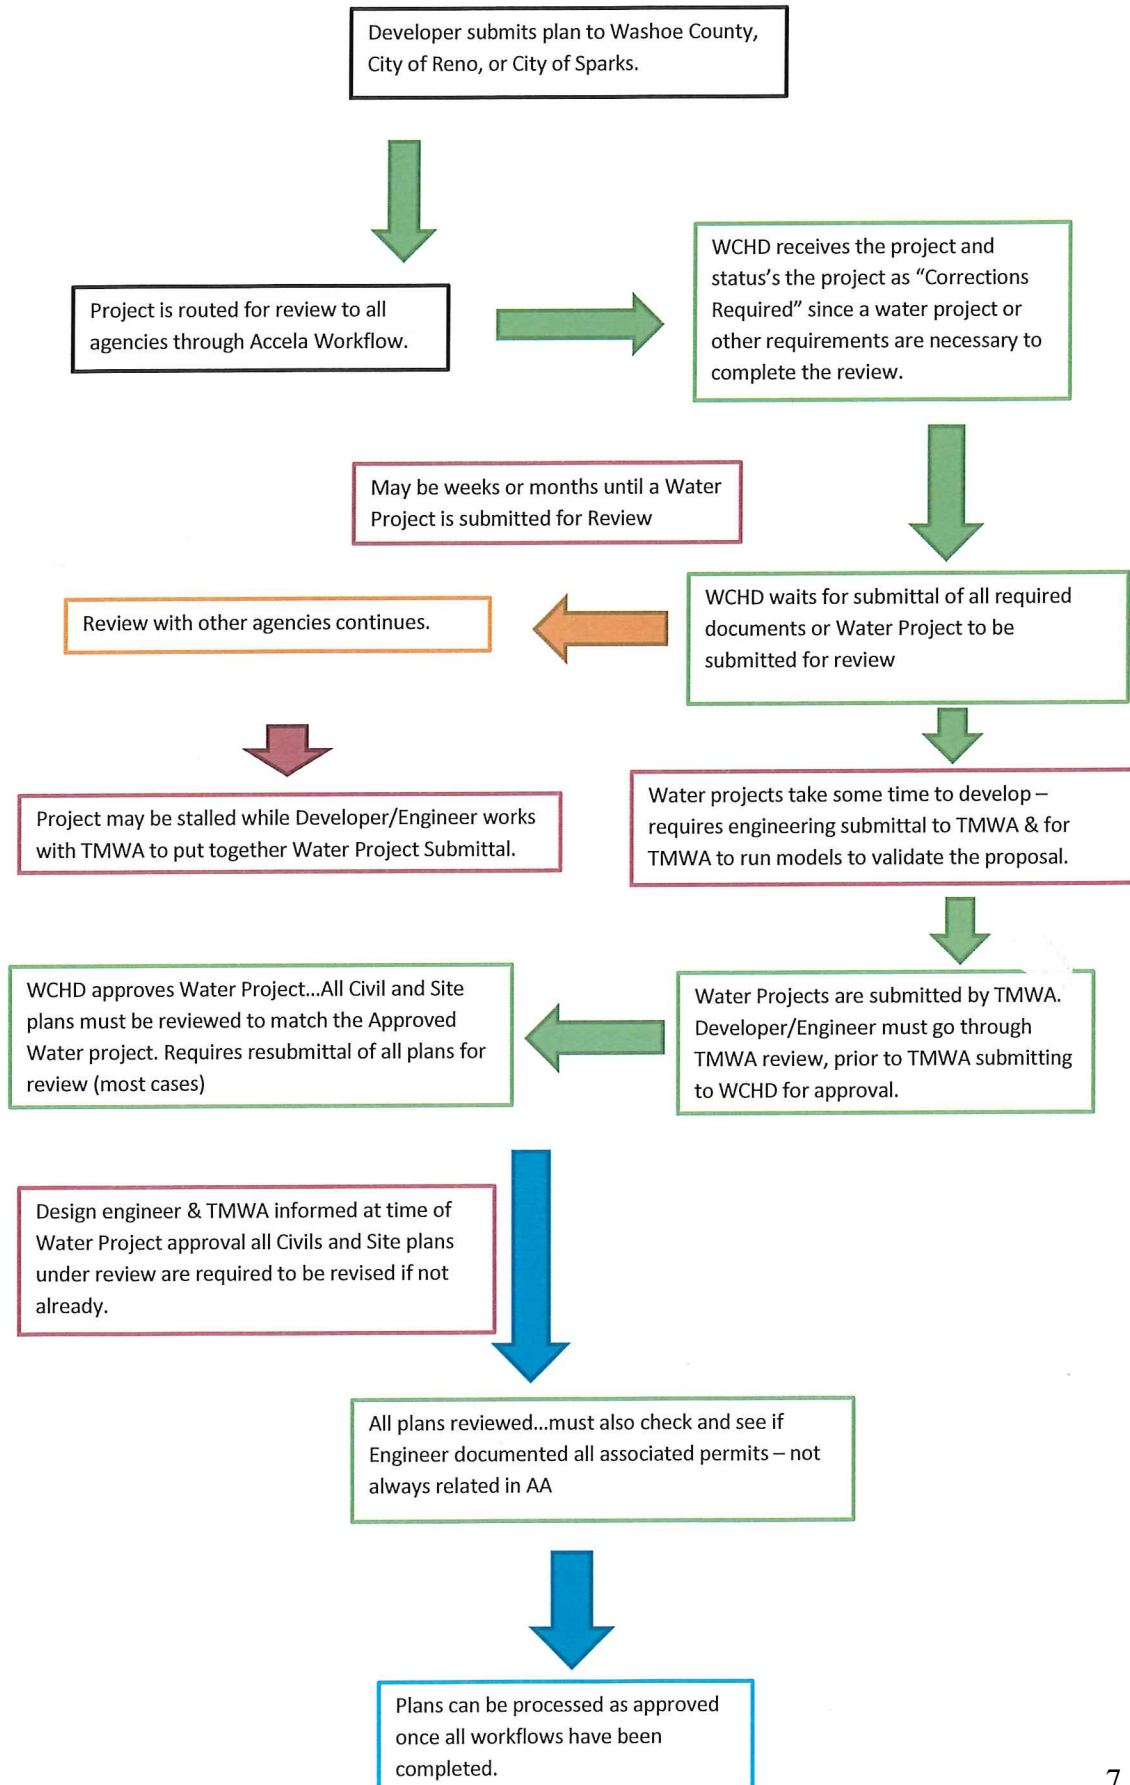 Developer submits plan to Washoe County,
City of Reno, or City of Sparks.
Project is routed for review to all
agencies through Accela Workflow.
WCHD receives the project and
status's the project as “Corrections
Required” since a water project or
other requirements are necessary to
complete the review.
May be weeks or months until a Water
Project is submitted for Review
WCHD waits for submittal of all required
documents or Water Project to be
submitted for review
Review with other agencies continues.
Project may be stalled while Developer/Engineer works
with TMWA to put together Water Project Submittal.
Water projects take some time to develop –
requires engineering submittal to TMWA & for
TMWA to run models to validate the proposal.
Water Projects are submitted by TMWA.
Developer/Engineer must go through
TMWA review, prior to TMWA submitting
to WCHD for approval.
WCHD approves Water Project...All Civil and Site
plans must be reviewed to match the Approved
Water project. Requires resubmittal of all plans for
review (most cases)
Design engineer & TMWA informed at time of
Water Project approval all Civils and Site plans
under review are required to be revised if not
already.
All plans reviewed...must also check and see if
Engineer documented all associated permits – not
always related in AA
Plans can be processed as approved
once all workflows have been
completed.
7